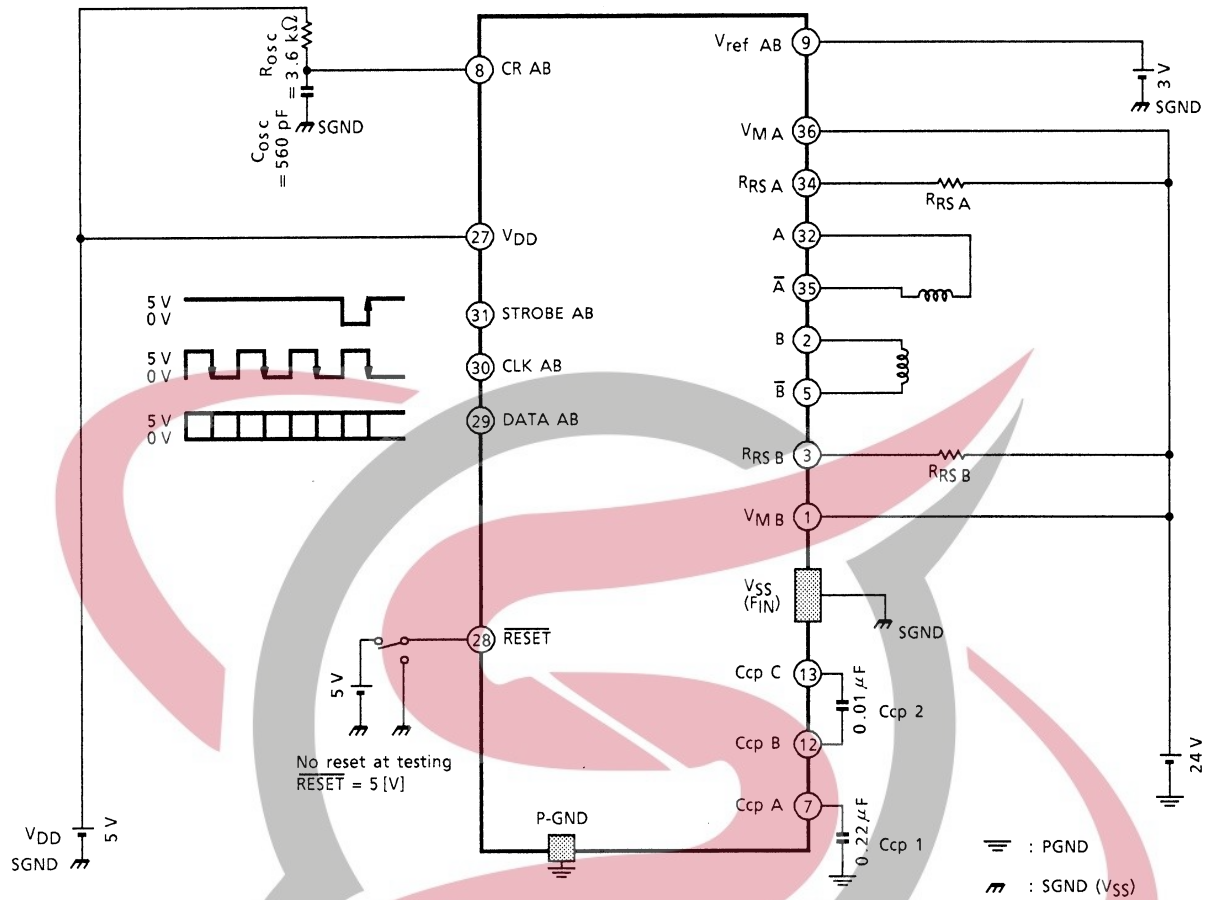 Rosc
= 3.6 kΩ
Cosc
= 560 pF
SGND
8 CR AB
27 VDD
5 V
0 V
31 STROBE AB
5 V
0 V
30 CLK AB
5 V
0 V
29 DATA AB
28 RESET
5 V
No reset at testing
RESET = 5 [V]
VDD
5 V
SGND
P-GND
Vref AB 9
3 V
SGND
VM A 36
RRS A 34
RRS A
A 32
A 35
B 2
B 5
RRS B 3
RRS B
VM B 1
VSS
(FIN)
SGND
Ccp C 13
0.01 μF
Ccp 2
Ccp B 12
Ccp A 7
0.22 μF
Ccp 1
24 V
: PGND
: SGND (VSS)